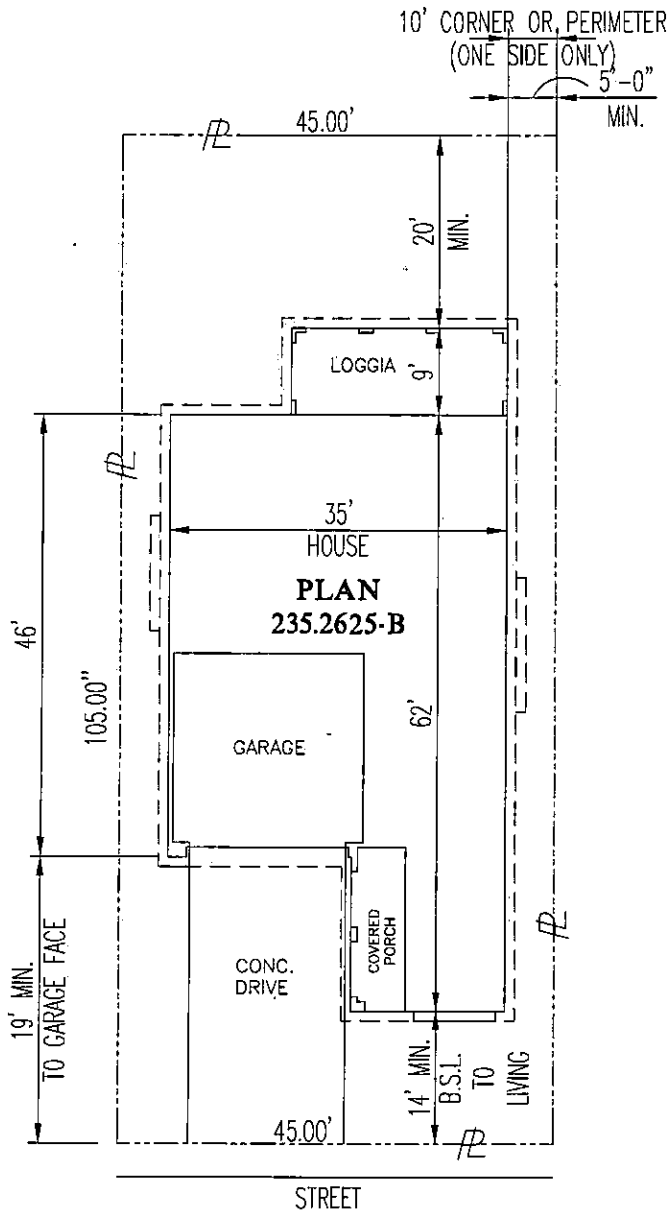 10' CORNER OR PERIMETER
(ONE SIDE ONLY)
5'-0"
MIN.
PL
45.00'
20'
MIN.
LOGGIA
9'
PL
35'
HOUSE
PLAN
235.2625-B
46'
105.00"
62'
GARAGE
19' MIN.
TO GARAGE FACE
CONC.
DRIVE
COVERED
PORCH
PL
14' MIN.
B.S.L.
TO
LIVING
45.00'
PL
STREET